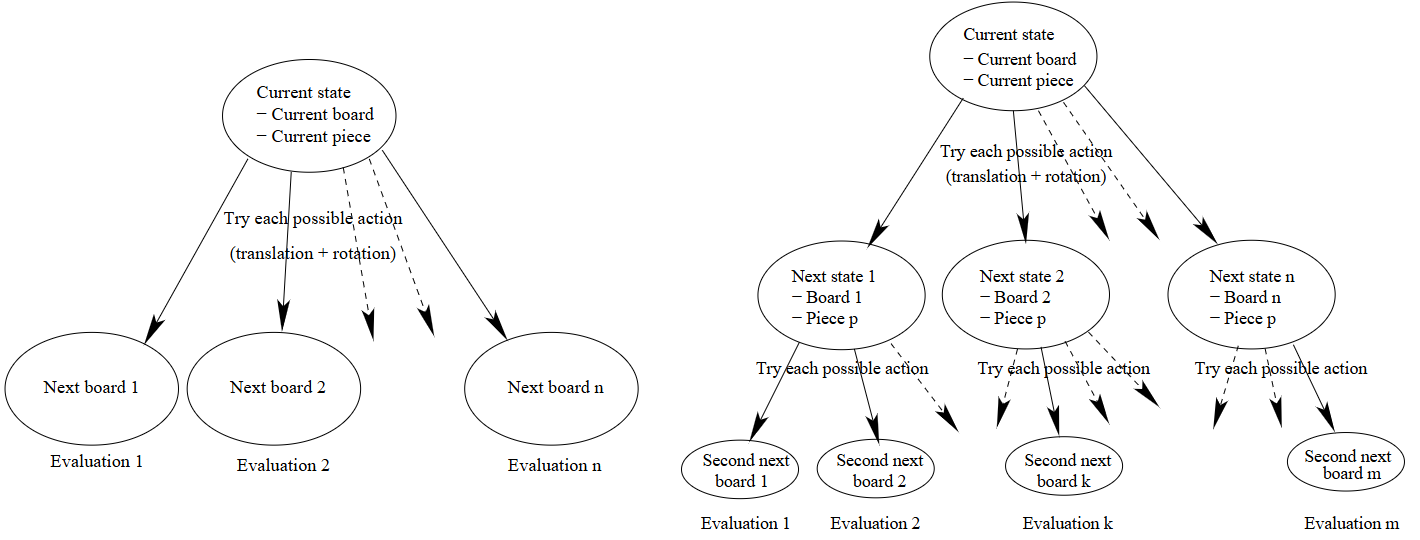 Current state
− Current board
− Current piece
Try each possible action
(translation + rotation)
Next board 1
Next board 2
Next board n
Evaluation 1
Evaluation 2
Evaluation n
Current state
− Current board
− Current piece
Try each possible action
(translation + rotation)
Next state 1
− Board 1
− Piece p
Next state 2
− Board 2
− Piece p
Next state n
− Board n
− Piece p
Try each possible action
Try each possible action
Try each possible action
Second next
board 1
Second next
board 2
Second next
board k
Second next
board m
Evaluation 1
Evaluation 2
Evaluation k
Evaluation m